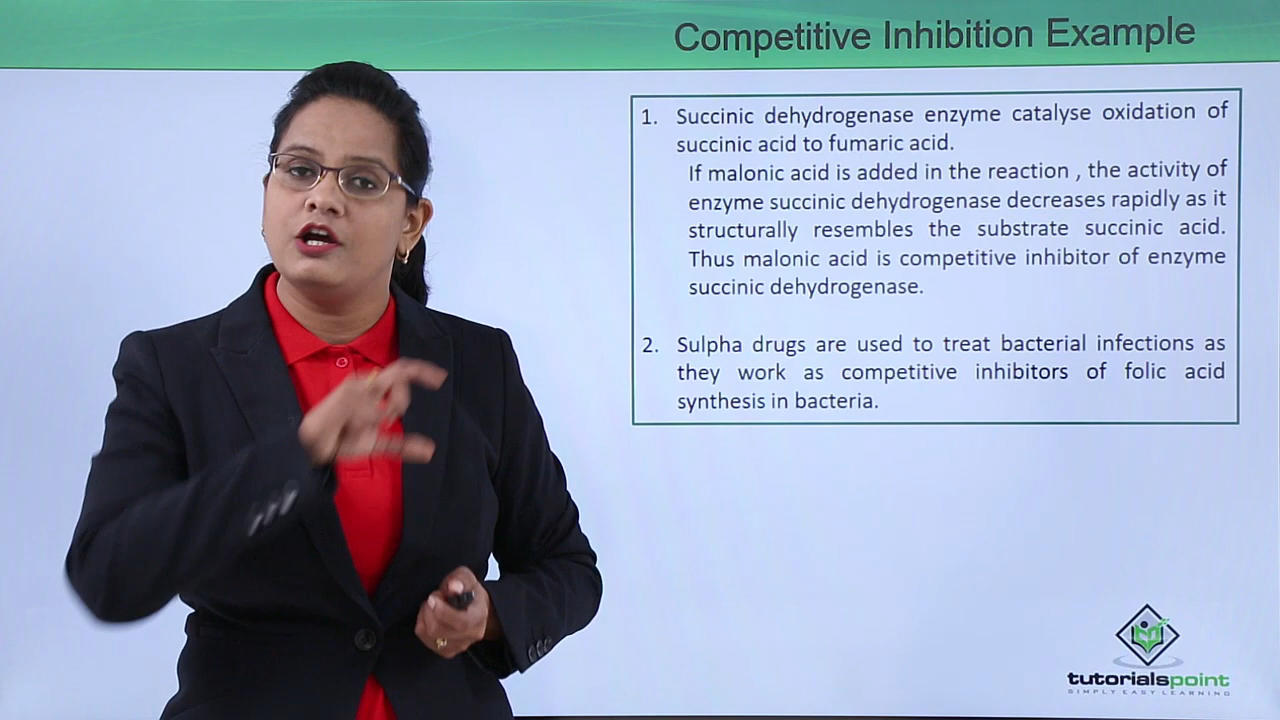 Competitive Inhibition Example
1. Succinic dehydrogenase enzyme catalyse oxidation of
succinic acid to fumaric acid.
If malonic acid is added in the reaction , the activity of
enzyme succinic dehydrogenase decreases rapidly as it
structurally resembles the substrate succinic acid.
Thus malonic acid is competitive inhibitor of enzyme
succinic dehydrogenase.
2. Sulpha drugs are used to treat bacterial infections as
they work as competitive inhibitors of folic acid
synthesis in bacteria.
tutorialspoint
SIMPLY EASY LEARNING